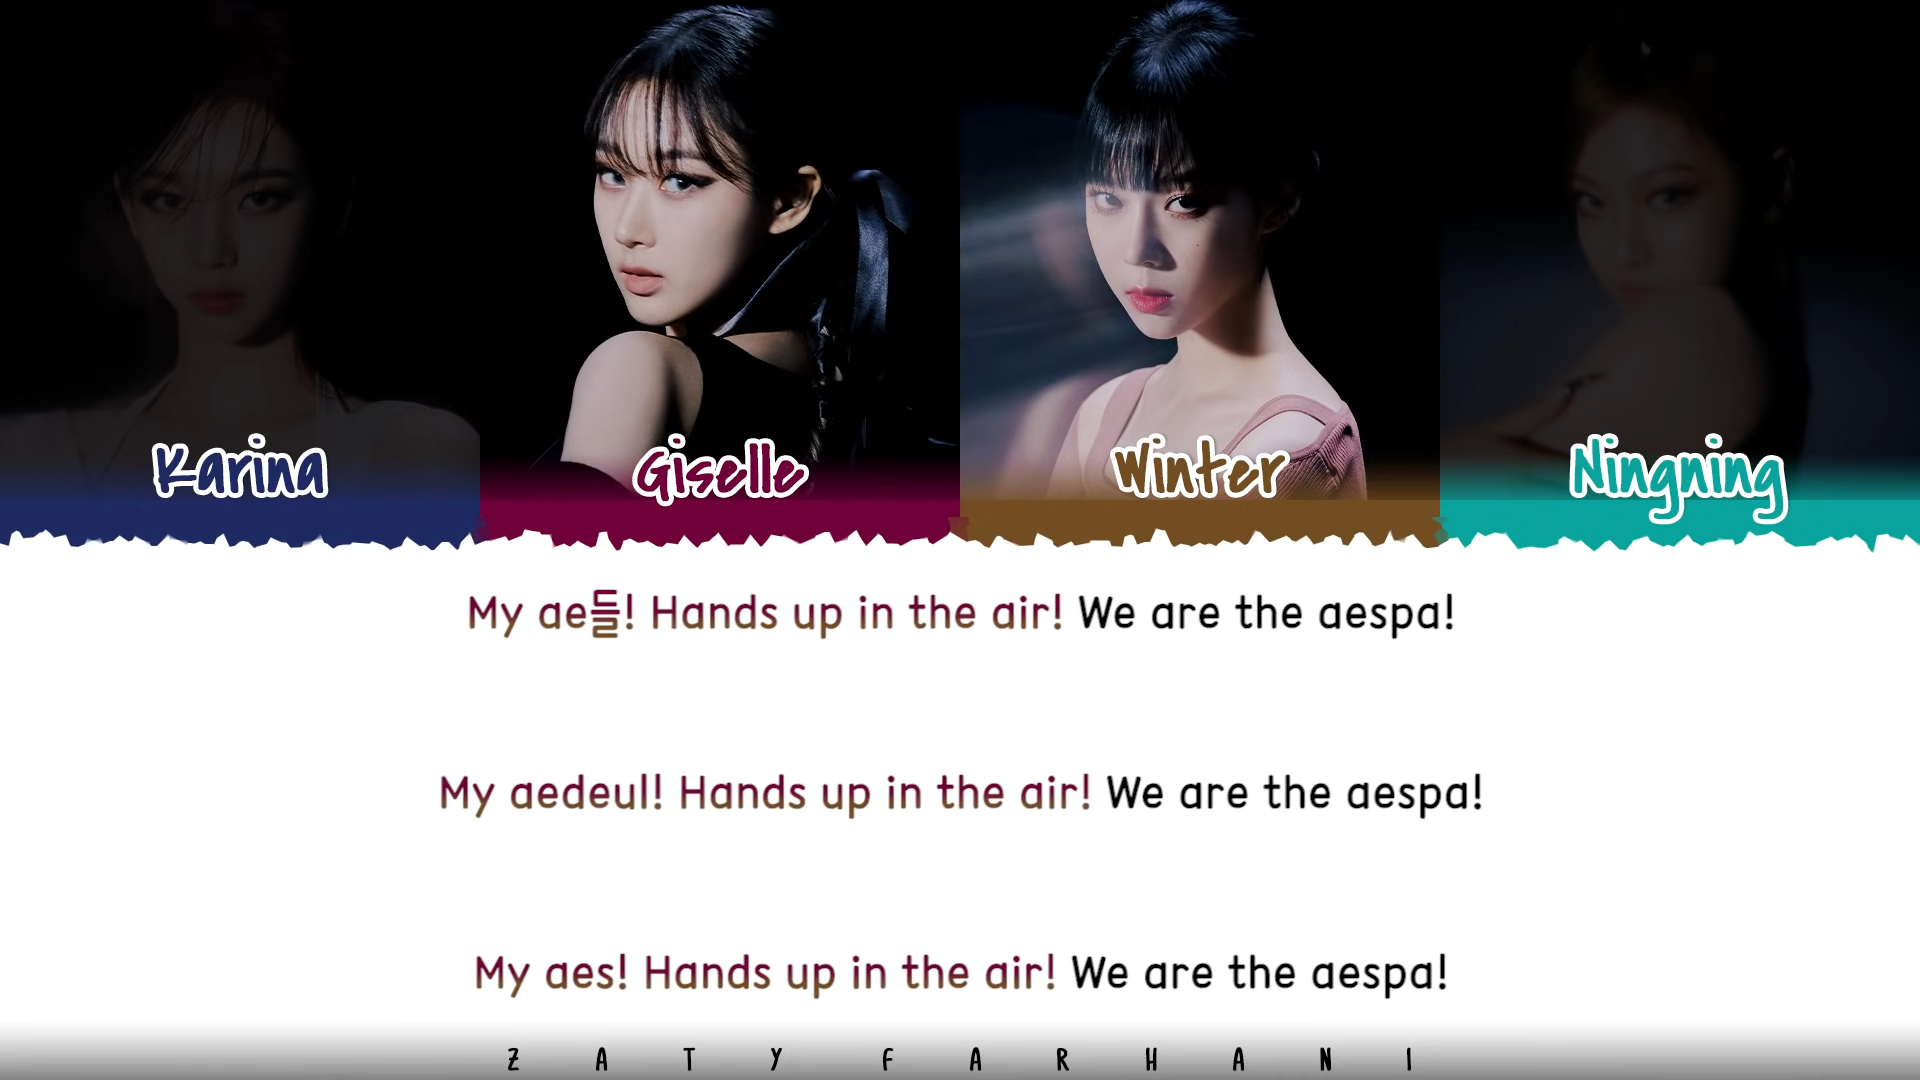 Karina
Giselle
Winter
Ningning
My ae들! Hands up in the air! We are the aespa!
My aedeul! Hands up in the air! We are the aespa!
My aes! Hands up in the air! We are the aespa!
ZATY FARHANI